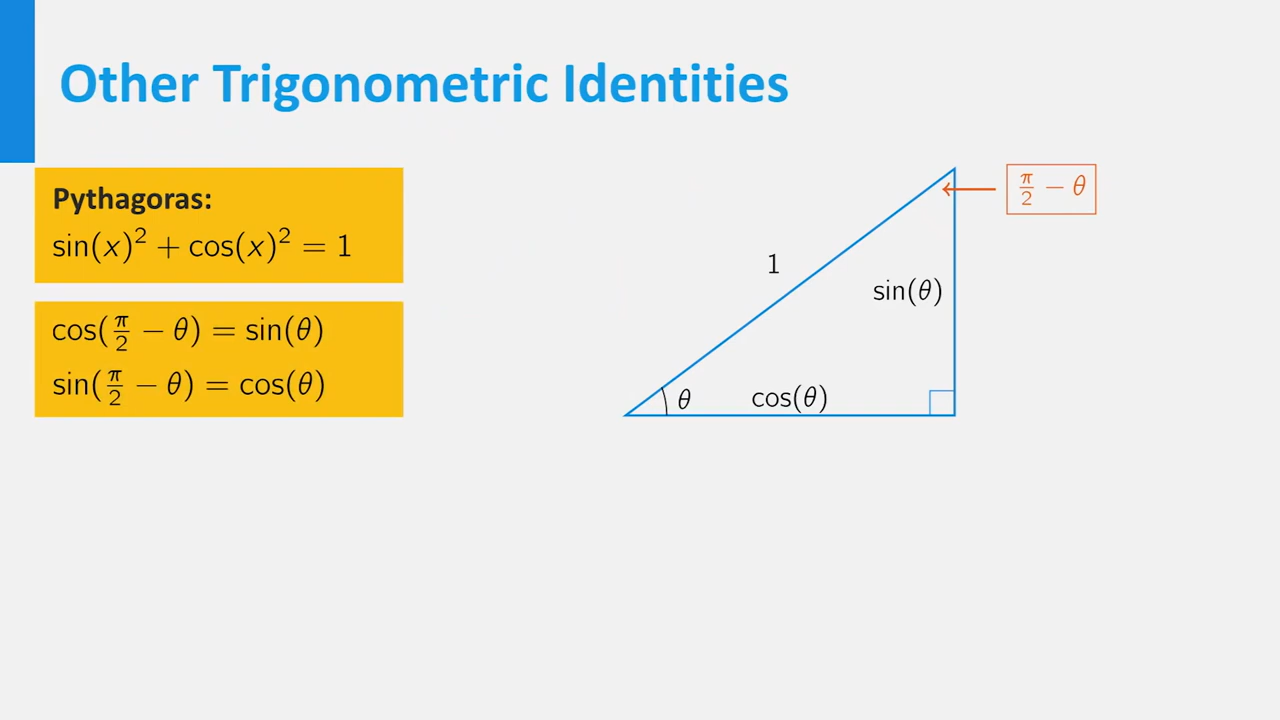 Other Trigonometric Identities
Pythagoras:
sin(x)² + cos(x)² = 1
cos(π/2 − θ) = sin(θ)
sin(π/2 − θ) = cos(θ)
π/2 − θ
1
sin(θ)
θ
cos(θ)